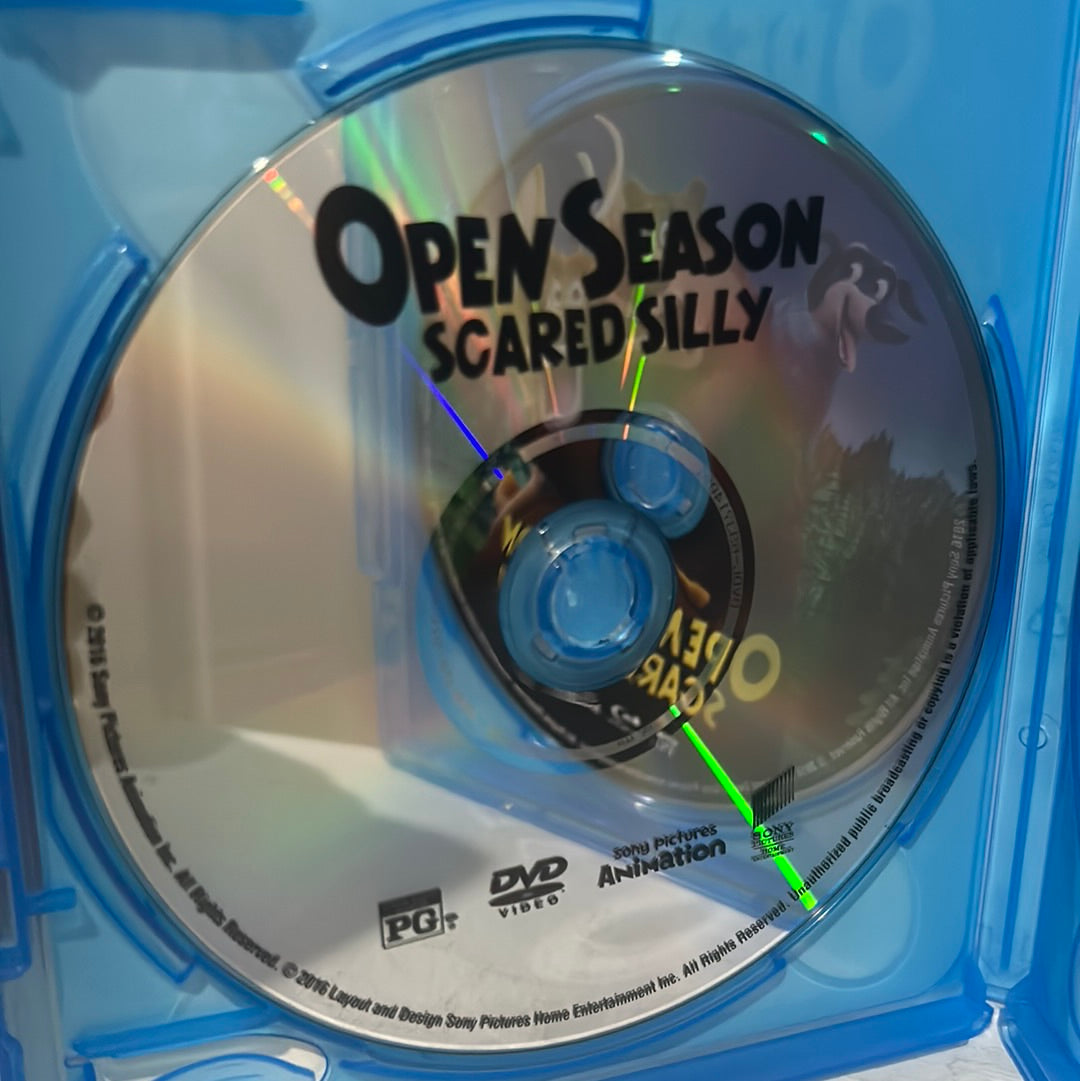 OPEN SEASON
SCARED SILLY
PG
DVD
VIDEO
Sony Pictures
Animation
SONY
PICTURES
HOME
© 2016 Sony Pictures Animation Inc. All Rights Reserved. © 2016 Layout and Design Sony Pictures Home Entertainment Inc. All Rights Reserved. Unauthorized public broadcasting or copying is a violation of applicable laws.